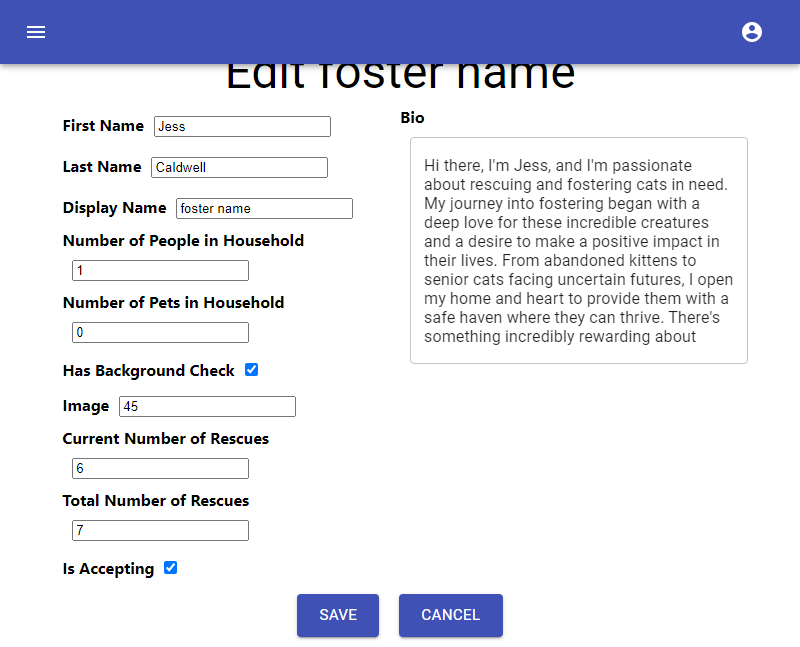 Edit foster name
First Name Jess
Last Name Caldwell
Display Name foster name
Number of People in Household
1
Number of Pets in Household
0
Has Background Check
Image 45
Current Number of Rescues
6
Total Number of Rescues
7
Is Accepting
Bio
Hi there, I'm Jess, and I'm passionate
about rescuing and fostering cats in need.
My journey into fostering began with a
deep love for these incredible creatures
and a desire to make a positive impact in
their lives. From abandoned kittens to
senior cats facing uncertain futures, I open
my home and heart to provide them with a
safe haven where they can thrive. There's
something incredibly rewarding about
SAVE CANCEL